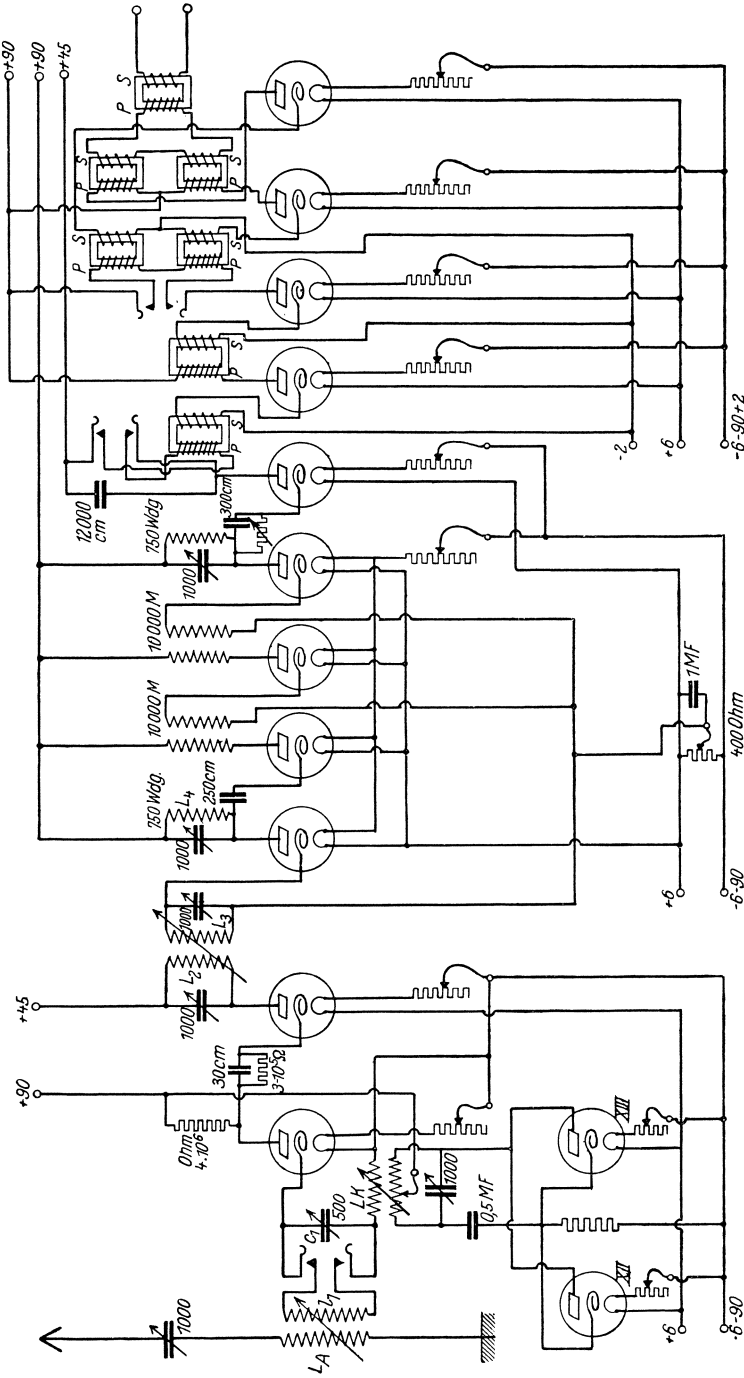 +90
+45
+90
+90
+45
1000
LA
l1
C1
500
LK
1000
0,5 MF
Ohm
4.10⁶
30cm
3·10⁵Ω
1000
L2
1000
L3
750 Wdg.
L4
1000
250cm
10000 M
10000 M
750 Wdg
1000
300cm
12000
cm
P
S
P
S
P
S
S
P
P
S
S
P
P
S
XII
XIII
+6
-6-90
+6
-6-90
400 Ohm
1MF
-2
+6
-6-90+2